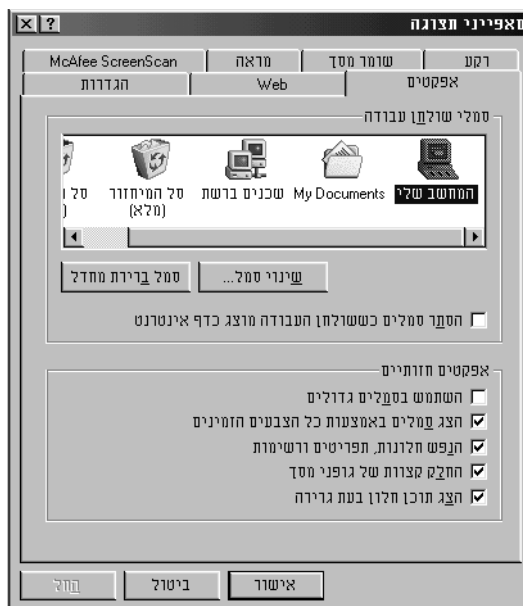 מאפייני תצוגה
רקע
שומר מסך
מראה
McAfee ScreenScan
אפקטים
Web
הגדרות
סמלי שולחן עבודה
המחשב שלי
My Documents
שכנים ברשת
סל המיחזור
(מלא)
שינוי סמל...
סמל ברירת מחדל
הסתר סמלים כששולחן העבודה מוצג כדף אינטרנט
אפקטים חזותיים
השתמש בסמלים גדולים
הצג סמלים באמצעות כל הצבעים הזמינים
הנפש חלונות, תפריטים ורשימות
החלק קצוות של גופני מסך
הצג תוכן חלון בעת גרירה
אישור
ביטול
החל